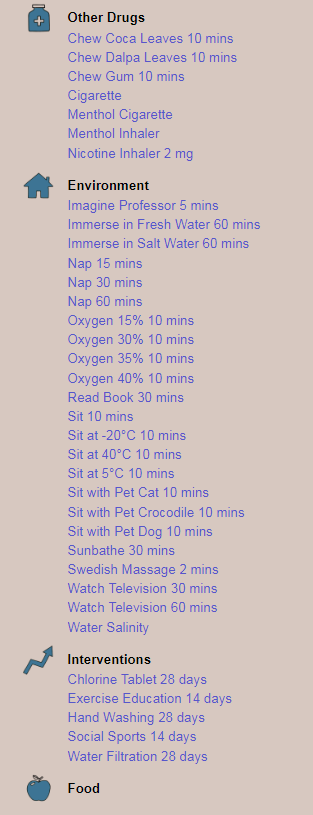 Other Drugs
Chew Coca Leaves 10 mins
Chew Dalpa Leaves 10 mins
Chew Gum 10 mins
Cigarette
Menthol Cigarette
Menthol Inhaler
Nicotine Inhaler 2 mg
Environment
Imagine Professor 5 mins
Immerse in Fresh Water 60 mins
Immerse in Salt Water 60 mins
Nap 15 mins
Nap 30 mins
Nap 60 mins
Oxygen 15% 10 mins
Oxygen 30% 10 mins
Oxygen 35% 10 mins
Oxygen 40% 10 mins
Read Book 30 mins
Sit 10 mins
Sit at -20°C 10 mins
Sit at 40°C 10 mins
Sit at 5°C 10 mins
Sit with Pet Cat 10 mins
Sit with Pet Crocodile 10 mins
Sit with Pet Dog 10 mins
Sunbathe 30 mins
Swedish Massage 2 mins
Watch Television 30 mins
Watch Television 60 mins
Water Salinity
Interventions
Chlorine Tablet 28 days
Exercise Education 14 days
Hand Washing 28 days
Social Sports 14 days
Water Filtration 28 days
Food